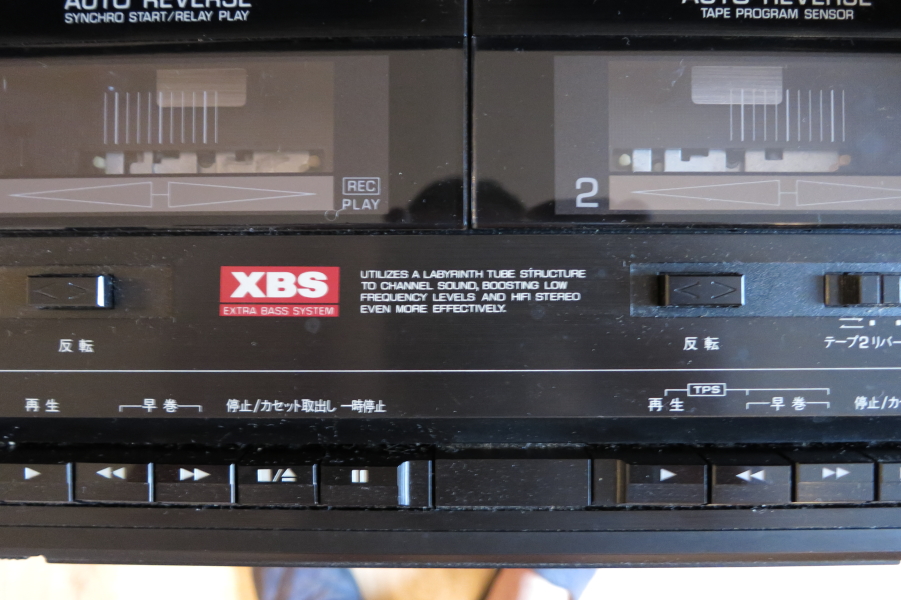 AUTO REVERSE
SYNCHRO START/RELAY PLAY
AUTO REVERSE
TAPE PROGRAM SENSOR
REC
PLAY
2
XBS
EXTRA BASS SYSTEM
UTILIZES A LABYRINTH TUBE STRUCTURE
TO CHANNEL SOUND, BOOSTING LOW
FREQUENCY LEVELS AND HIFI STEREO
EVEN MORE EFFECTIVELY.
反転
反転
テープ2リバー
再生
早巻
停止/カセット取出し
一時停止
TPS
再生
早巻
停止/カ